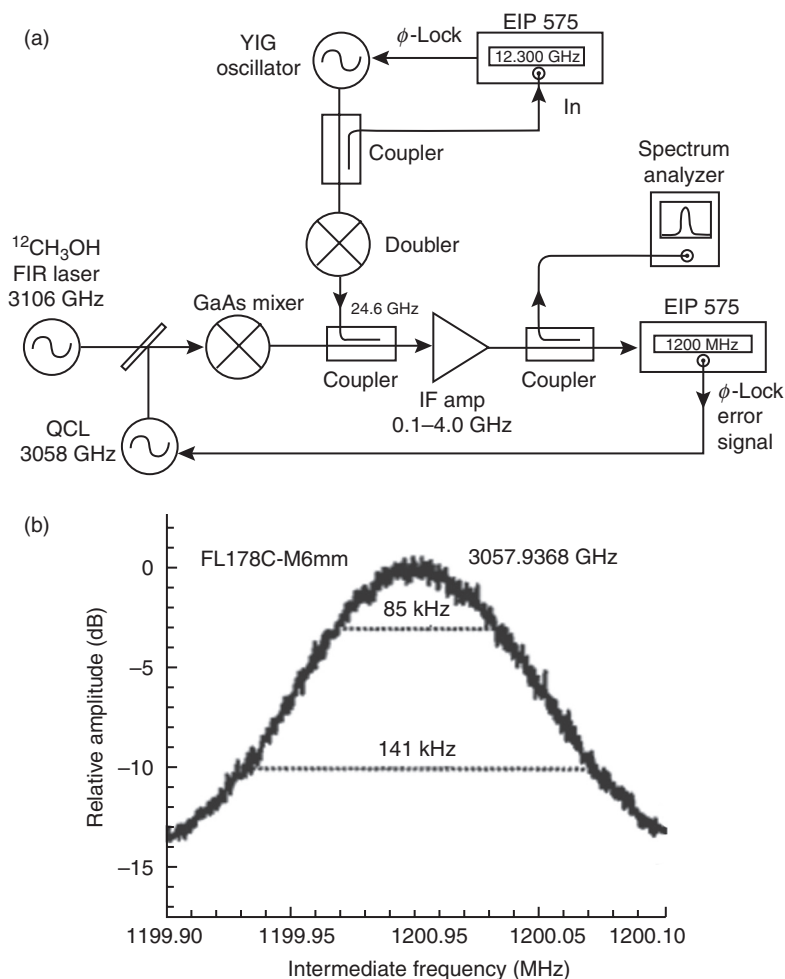 (a)
EIP 575
YIG
oscillator
ϕ-Lock
12.300 GHz
In
Coupler
Spectrum
analyzer
Doubler
¹²CH₃OH
FIR laser
3106 GHz
GaAs mixer
24.6 GHz
EIP 575
1200 MHz
Coupler
Coupler
IF amp
0.1–4.0 GHz
ϕ-Lock
error
signal
QCL
3058 GHz
(b)
FL178C-M6mm
3057.9368 GHz
85 kHz
141 kHz
0
−5
−10
−15
Relative amplitude (dB)
1199.90 1199.95 1200.95 1200.05 1200.10
Intermediate frequency (MHz)